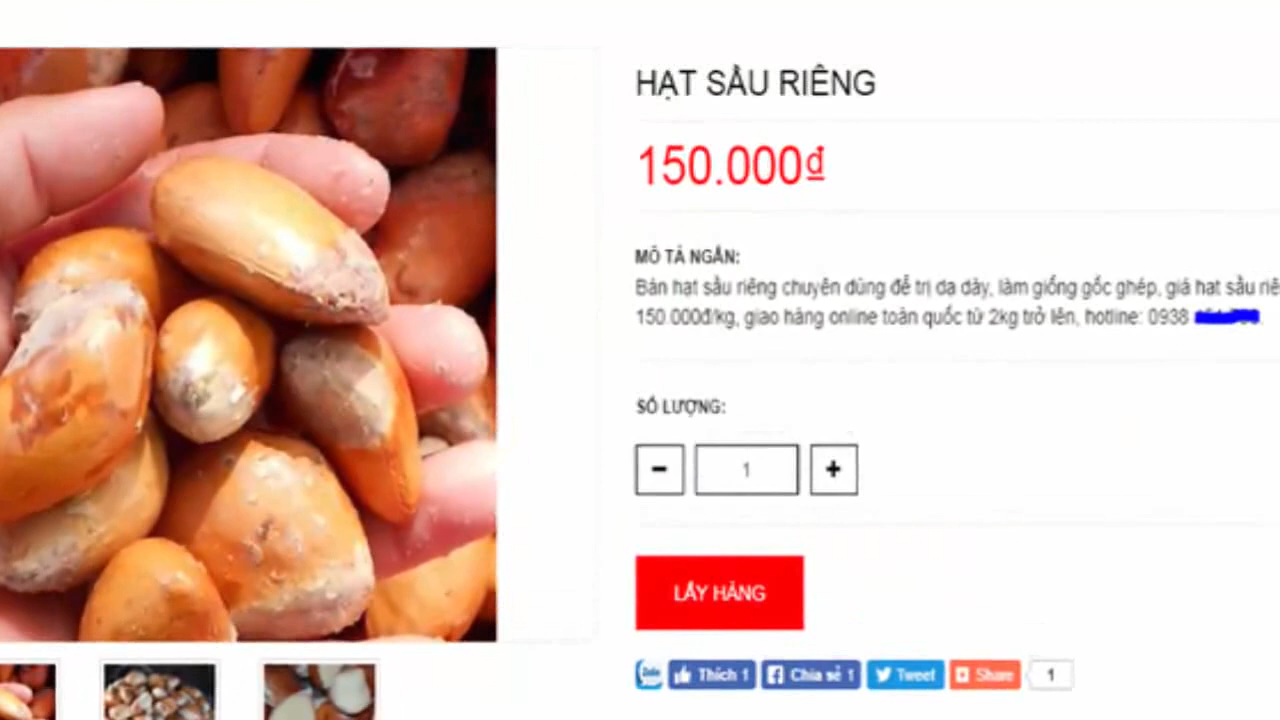 HẠT SẦU RIÊNG
150.000₫
MÔ TẢ NGẮN:
Bán hạt sầu riêng chuyên dùng để trị dạ dày, làm giống gốc ghép, giá hạt sầu
150.000đ/kg, giao hàng online toàn quốc từ 2kg trở lên, hotline: 0938
SỐ LƯỢNG:
- 1 +
LẤY HÀNG
Zalo Thích 1 Chia sẻ 1 Tweet Share 1